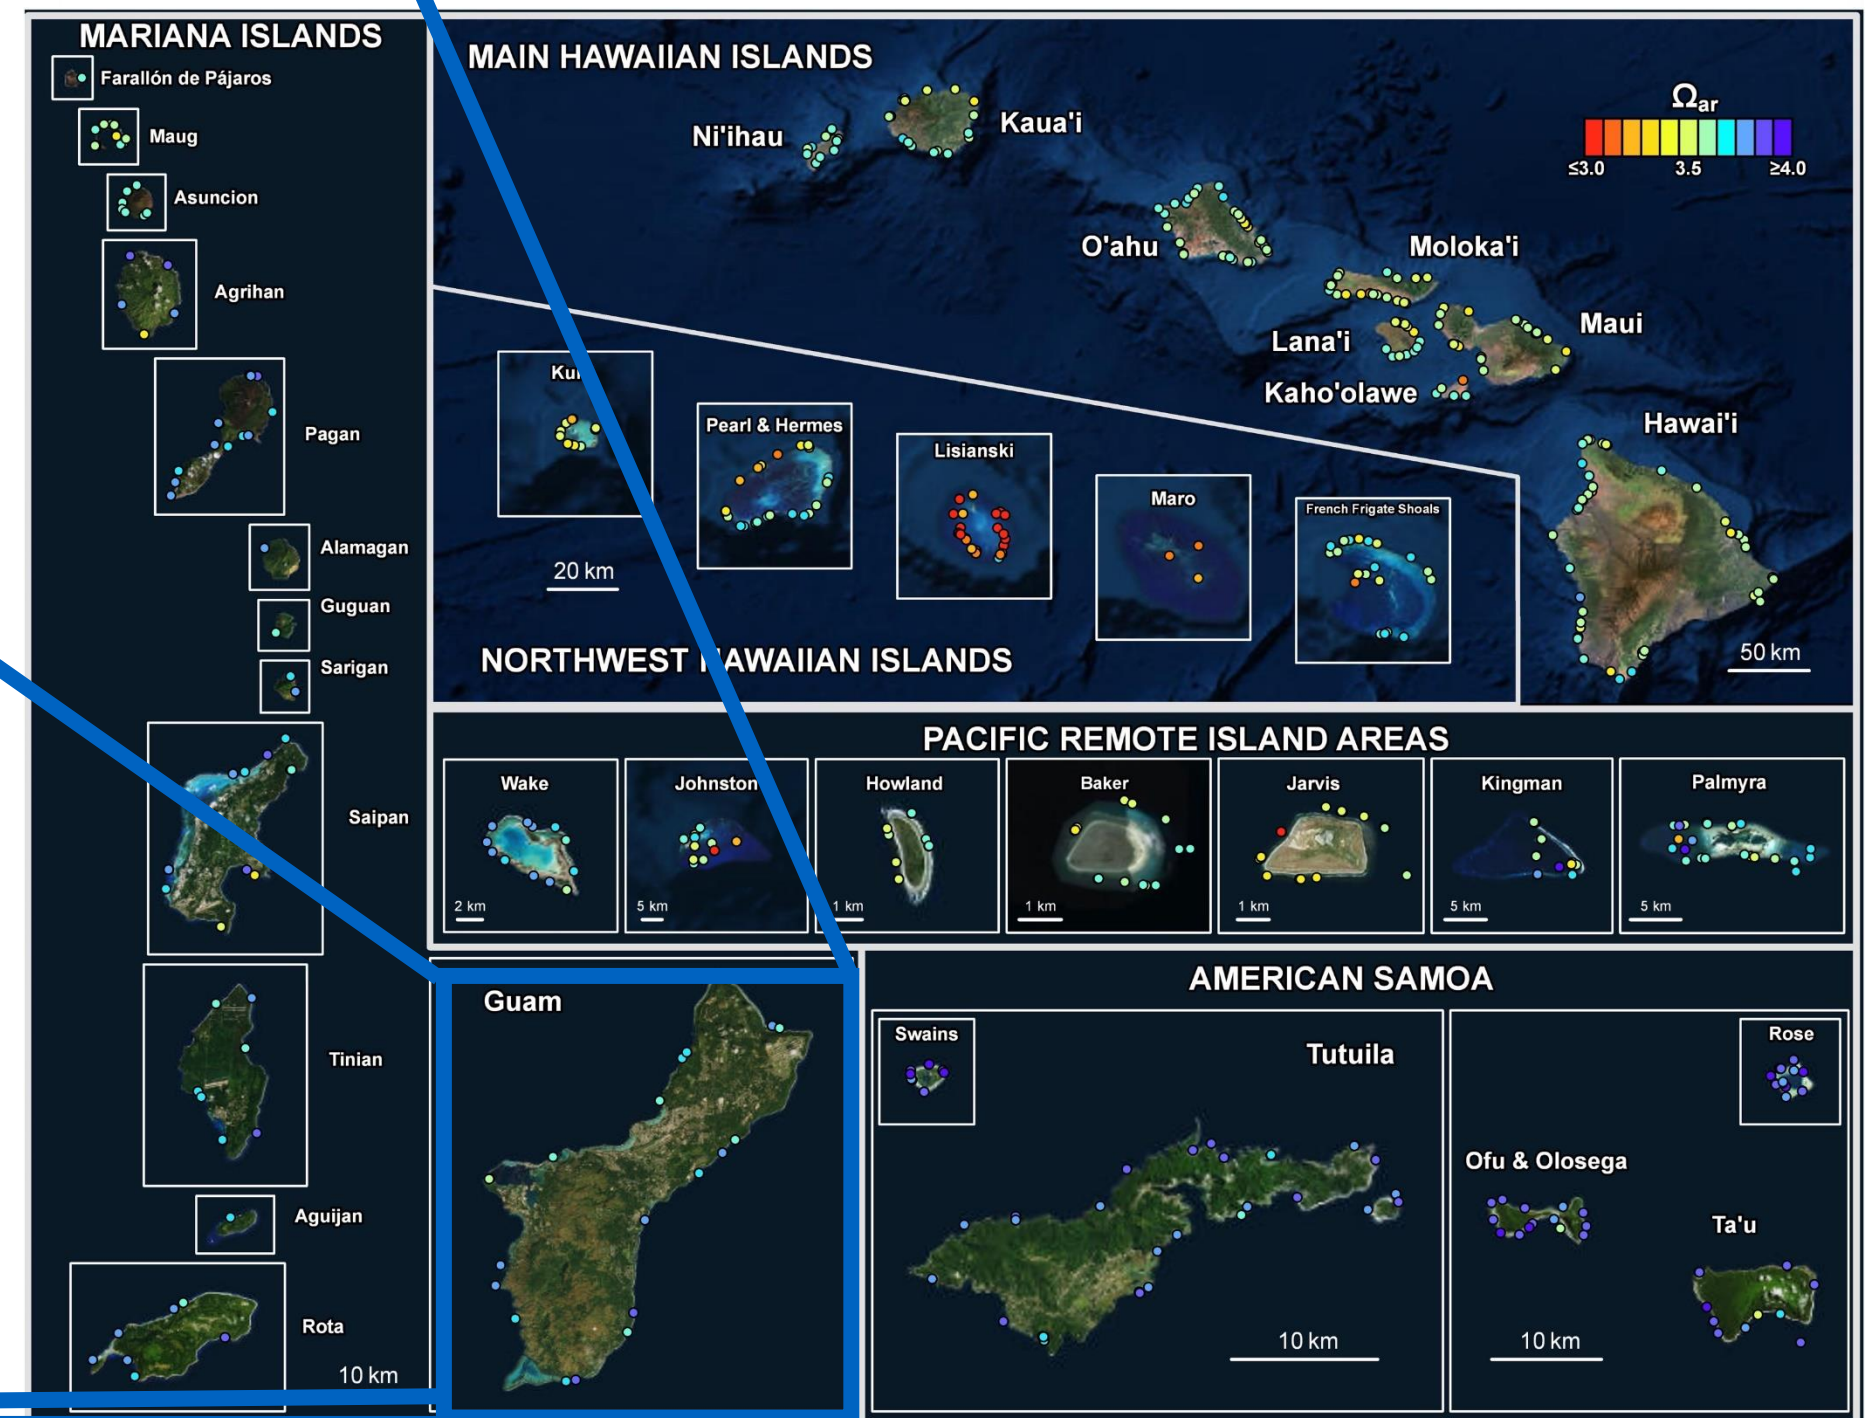 MARIANA ISLANDS
Farallón de Pájaros
Maug
Asuncion
Agrihan
Pagan
Alamagan
Guguan
Sarigan
Saipan
Tinian
Aguijan
Rota
10 km
MAIN HAWAIIAN ISLANDS
Ni'ihau
Kaua'i
O'ahu
Moloka'i
Lana'i
Maui
Kaho'olawe
Hawai'i
50 km
Ωar
≤3.0 3.5 ≥4.0
Pearl & Hermes
Lisianski
Maro
French Frigate Shoals
20 km
NORTHWEST HAWAIIAN ISLANDS
PACIFIC REMOTE ISLAND AREAS
Wake
2 km
Johnston
5 km
Howland
1 km
Baker
1 km
Jarvis
1 km
Kingman
5 km
Palmyra
5 km
Guam
AMERICAN SAMOA
Swains
Tutuila
10 km
Rose
Ofu & Olosega
Ta'u
10 km